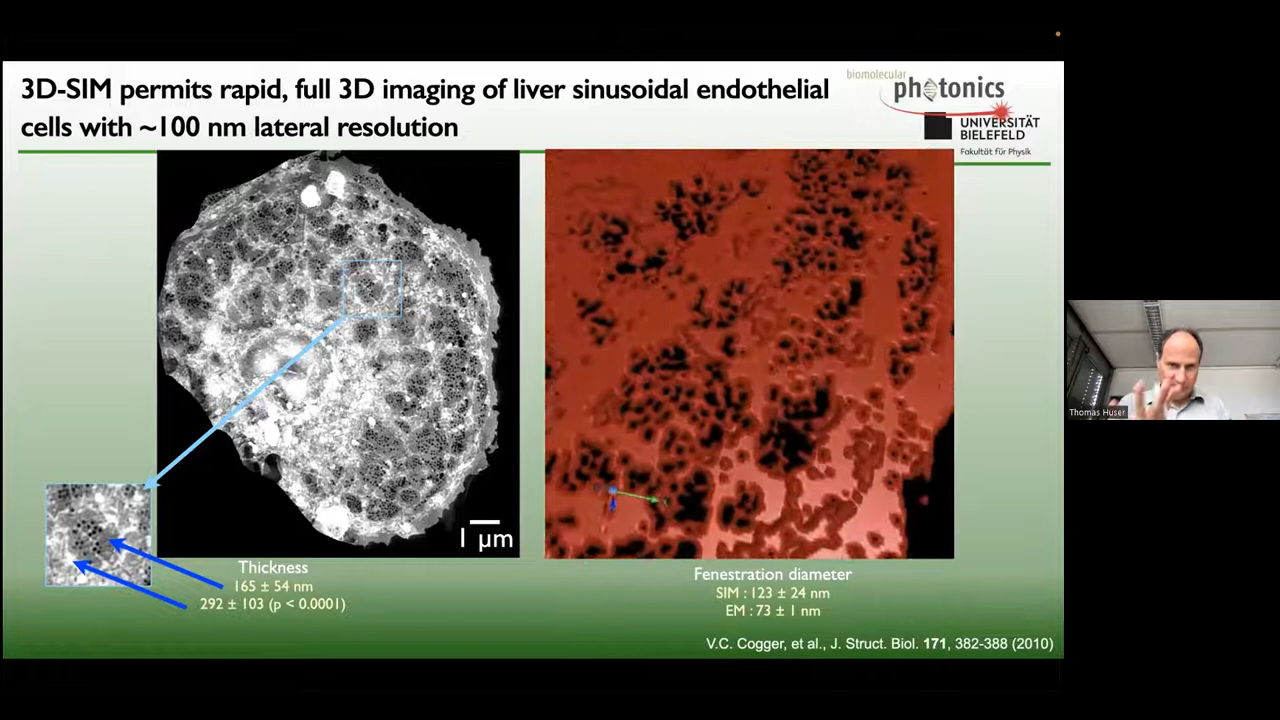 3D-SIM permits rapid, full 3D imaging of liver sinusoidal endothelial
cells with ~100 nm lateral resolution
biomolecular
photonics
UNIVERSITÄT
BIELEFELD
Fakultät für Physik
1 µm
Thickness
165 ± 54 nm
292 ± 103 (p < 0.0001)
Fenestration diameter
SIM : 123 ± 24 nm
EM : 73 ± 1 nm
V.C. Cogger, et al., J. Struct. Biol. 171, 382-388 (2010)
Thomas Huser